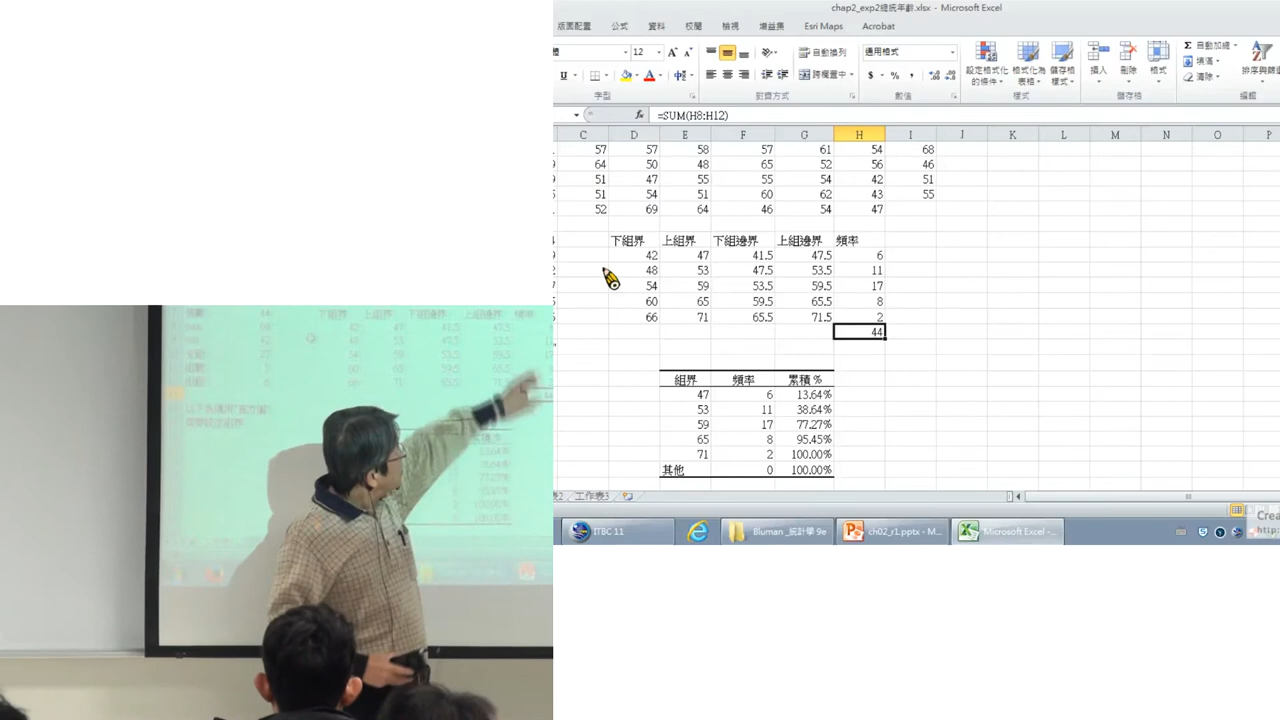 chap2_exp2總統年齡.xlsx - Microsoft Excel
版面配置 公式 資料 校閱 檢視 增益集 Esri Maps Acrobat
12 A A 自動換列 通用格式 Σ 自動加總
U A 跨欄置中 $ % , 設定格式化的條件 格式化為表格 儲存格樣式 插入 刪除 格式 填滿 清除 排序與篩選
字型 對齊方式 數值 樣式 儲存格 編輯
fx =SUM(H8:H12)
C D E F G H I J K L M N O P
57 57 58 57 61 54 68
64 50 48 65 52 56 46
51 47 55 55 54 42 51
51 54 51 60 62 43 55
52 69 64 46 54 47
下組界 上組界 下組邊界 上組邊界 頻率
42 47 41.5 47.5 6
48 53 47.5 53.5 11
54 59 53.5 59.5 17
60 65 59.5 65.5 8
66 71 65.5 71.5 2
44
組界 頻率 累積 %
47 6 13.64%
53 11 38.64%
59 17 77.27%
65 8 95.45%
71 2 100.00%
其他 0 100.00%
工作表3
ITBC 11 Bluman _統計學 9e ch02_r1.pptx - M... Microsoft Excel -...